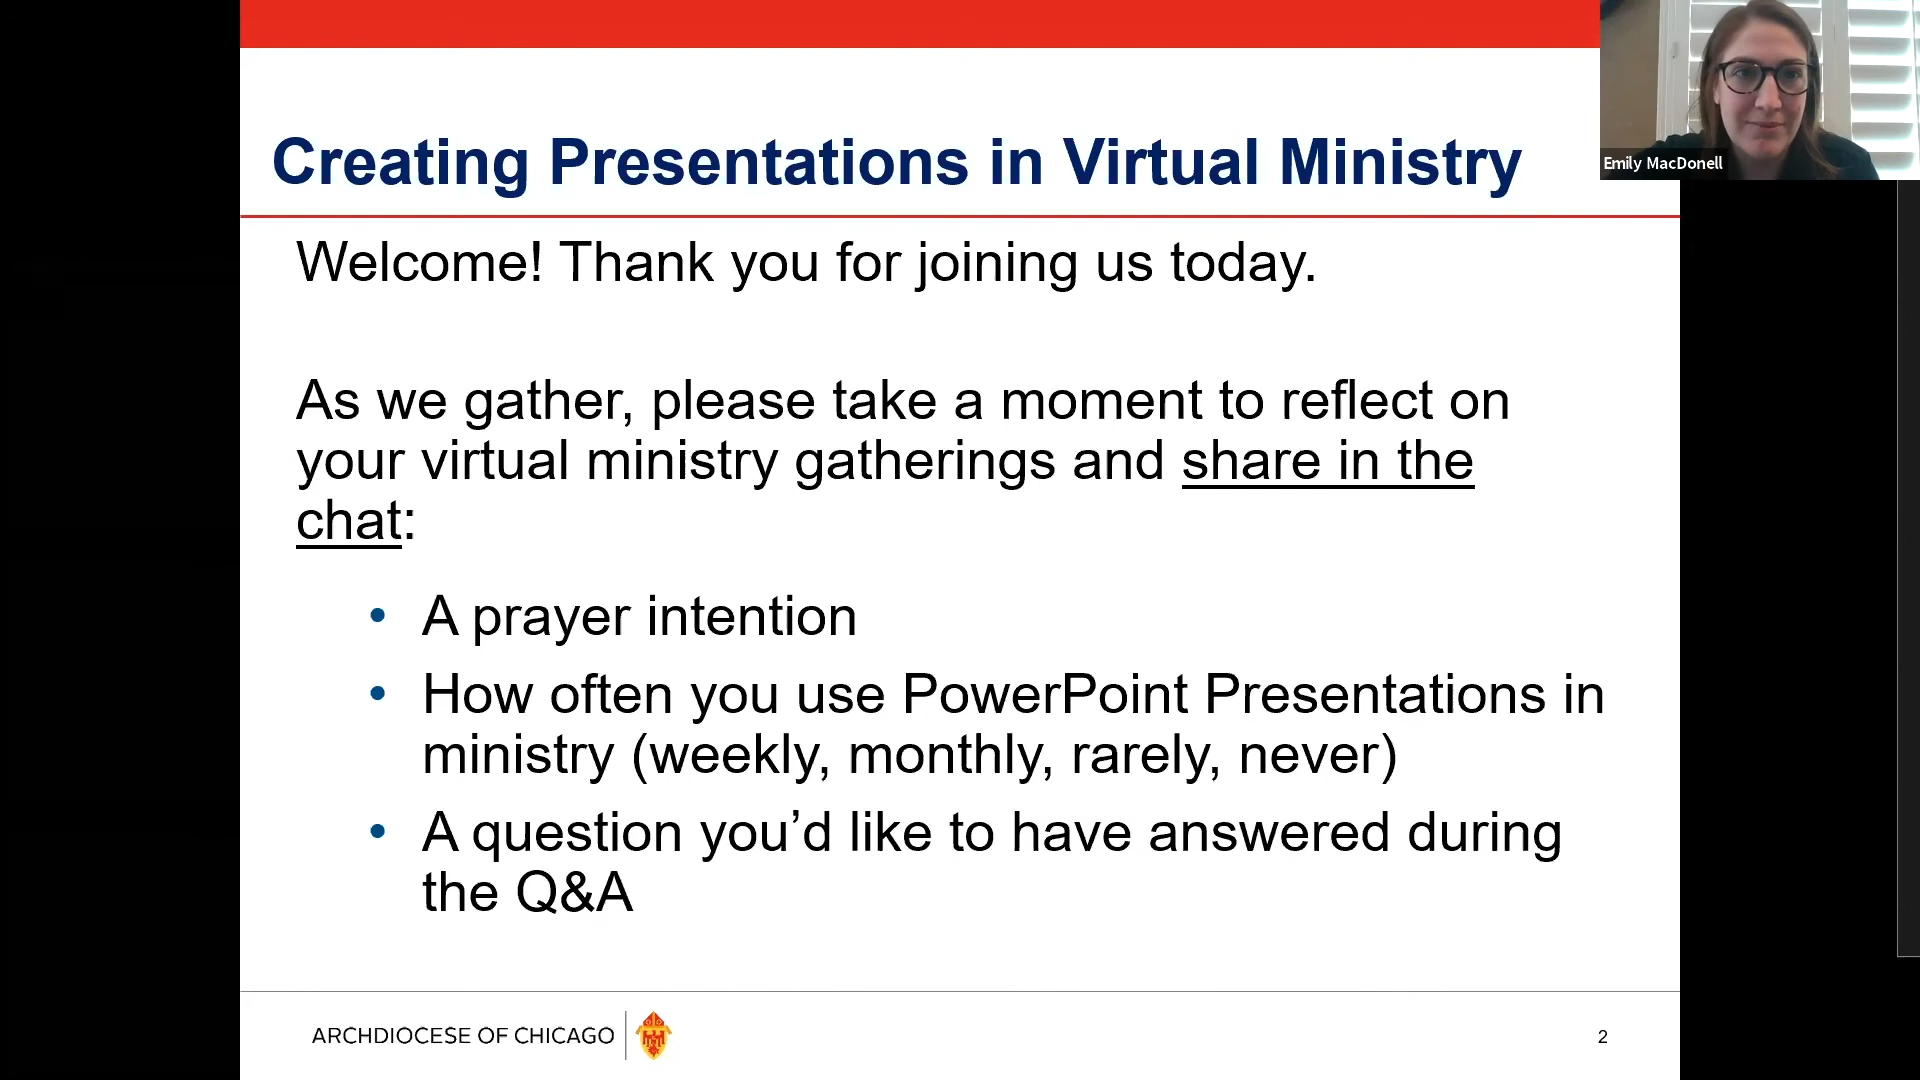 Creating Presentations in Virtual Ministry
Emily MacDonell
Welcome! Thank you for joining us today.
As we gather, please take a moment to reflect on
your virtual ministry gatherings and share in the
chat:
• A prayer intention
• How often you use PowerPoint Presentations in
ministry (weekly, monthly, rarely, never)
• A question you’d like to have answered during
the Q&A
ARCHDIOCESE OF CHICAGO
2